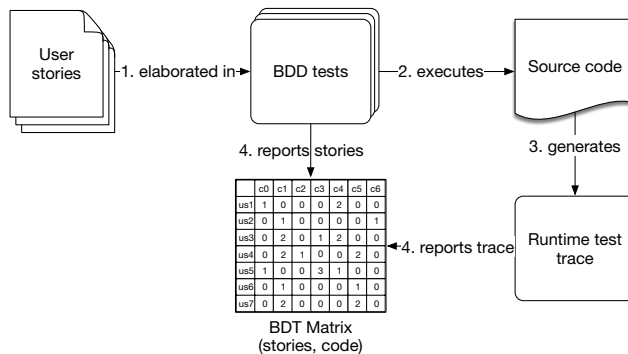 User
stories
1. elaborated in
BDD tests
2. executes
Source code
3. generates
4. reports stories
c0 c1 c2 c3 c4 c5 c6
us1 1 0 0 0 2 0 0
us2 0 1 0 0 0 0 1
us3 0 2 0 1 2 0 0
us4 0 2 1 0 0 2 0
us5 1 0 0 3 1 0 0
us6 0 1 0 0 0 1 0
us7 0 2 0 0 0 2 0
4. reports trace
Runtime test
trace
BDT Matrix
(stories, code)